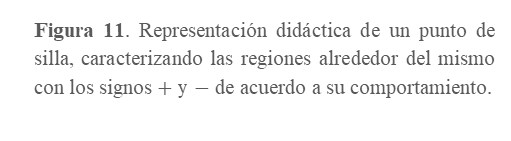 Figura 11. Representación didáctica de un punto de
silla, caracterizando las regiones alrededor del mismo
con los signos + y − de acuerdo a su comportamiento.